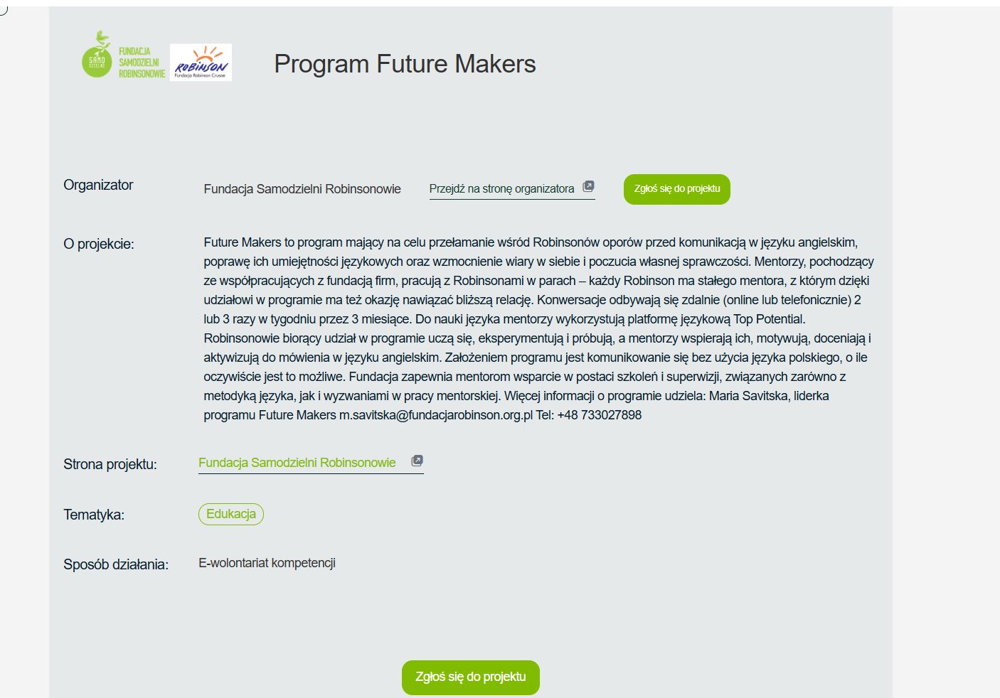 SAMO
DZIELNI
FUNDACJA
SAMODZIELNI
ROBINSONOWIE
ROBINSON
Fundacja Robinson Crusoe
Program Future Makers
Organizator
Fundacja Samodzielni Robinsonowie
Przejdź na stronę organizatora
Zgłoś się do projektu
O projekcie:
Future Makers to program mający na celu przełamanie wśród Robinsonów oporów przed komunikacją w języku angielskim,
poprawę ich umiejętności językowych oraz wzmocnienie wiary w siebie i poczucia własnej sprawczości. Mentorzy, pochodzący
ze współpracujących z fundacją firm, pracują z Robinsonami w parach – każdy Robinson ma stałego mentora, z którym dzięki
udziałowi w programie ma też okazję nawiązać bliższą relację. Konwersacje odbywają się zdalnie (online lub telefonicznie) 2
lub 3 razy w tygodniu przez 3 miesiące. Do nauki języka mentorzy wykorzystują platformę językową Top Potential.
Robinsonowie biorący udział w programie uczą się, eksperymentują i próbują, a mentorzy wspierają ich, motywują, doceniają i
aktywizują do mówienia w języku angielskim. Założeniem programu jest komunikowanie się bez użycia języka polskiego, o ile
oczywiście jest to możliwe. Fundacja zapewnia mentorom wsparcie w postaci szkoleń i superwizji, związanych zarówno z
metodyką języka, jak i wyzwaniami w pracy mentorskiej. Więcej informacji o programie udziela: Maria Savitska, liderka
programu Future Makers m.savitska@fundacjarobinson.org.pl Tel: +48 733027898
Strona projektu:
Fundacja Samodzielni Robinsonowie
Tematyka:
Edukacja
Sposób działania:
E-wolontariat kompetencji
Zgłoś się do projektu